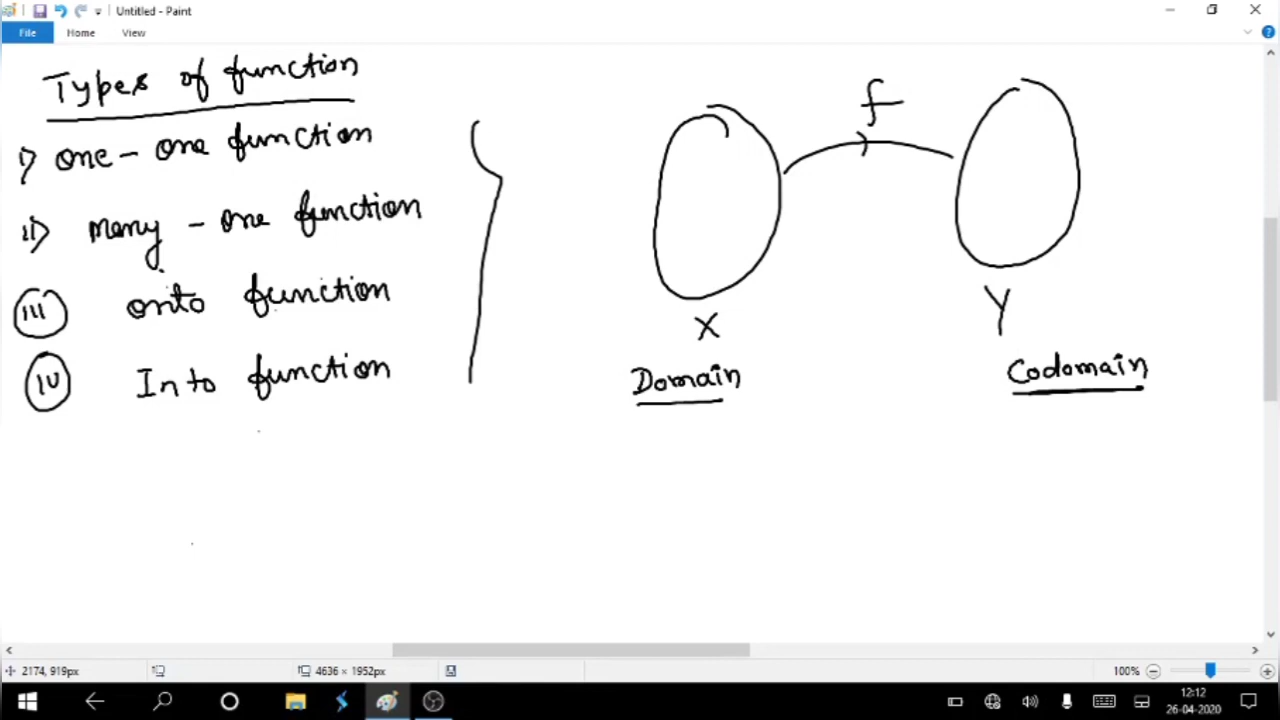 Untitled - Paint
File Home View
Types of function
i) one - one function
ii) many - one function
iii) onto function
iv) Into function
f
X
Y
Domain
Codomain
2174, 919px
4636 × 1952px
100%
12:12
26-04-2020